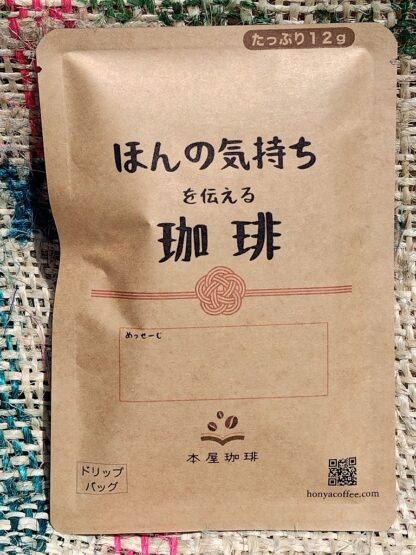 たっぷり12g
ほんの気持ち
を伝える
珈琲
めっせーじ
本屋珈琲
ドリップ
バッグ
honyacoffee.com